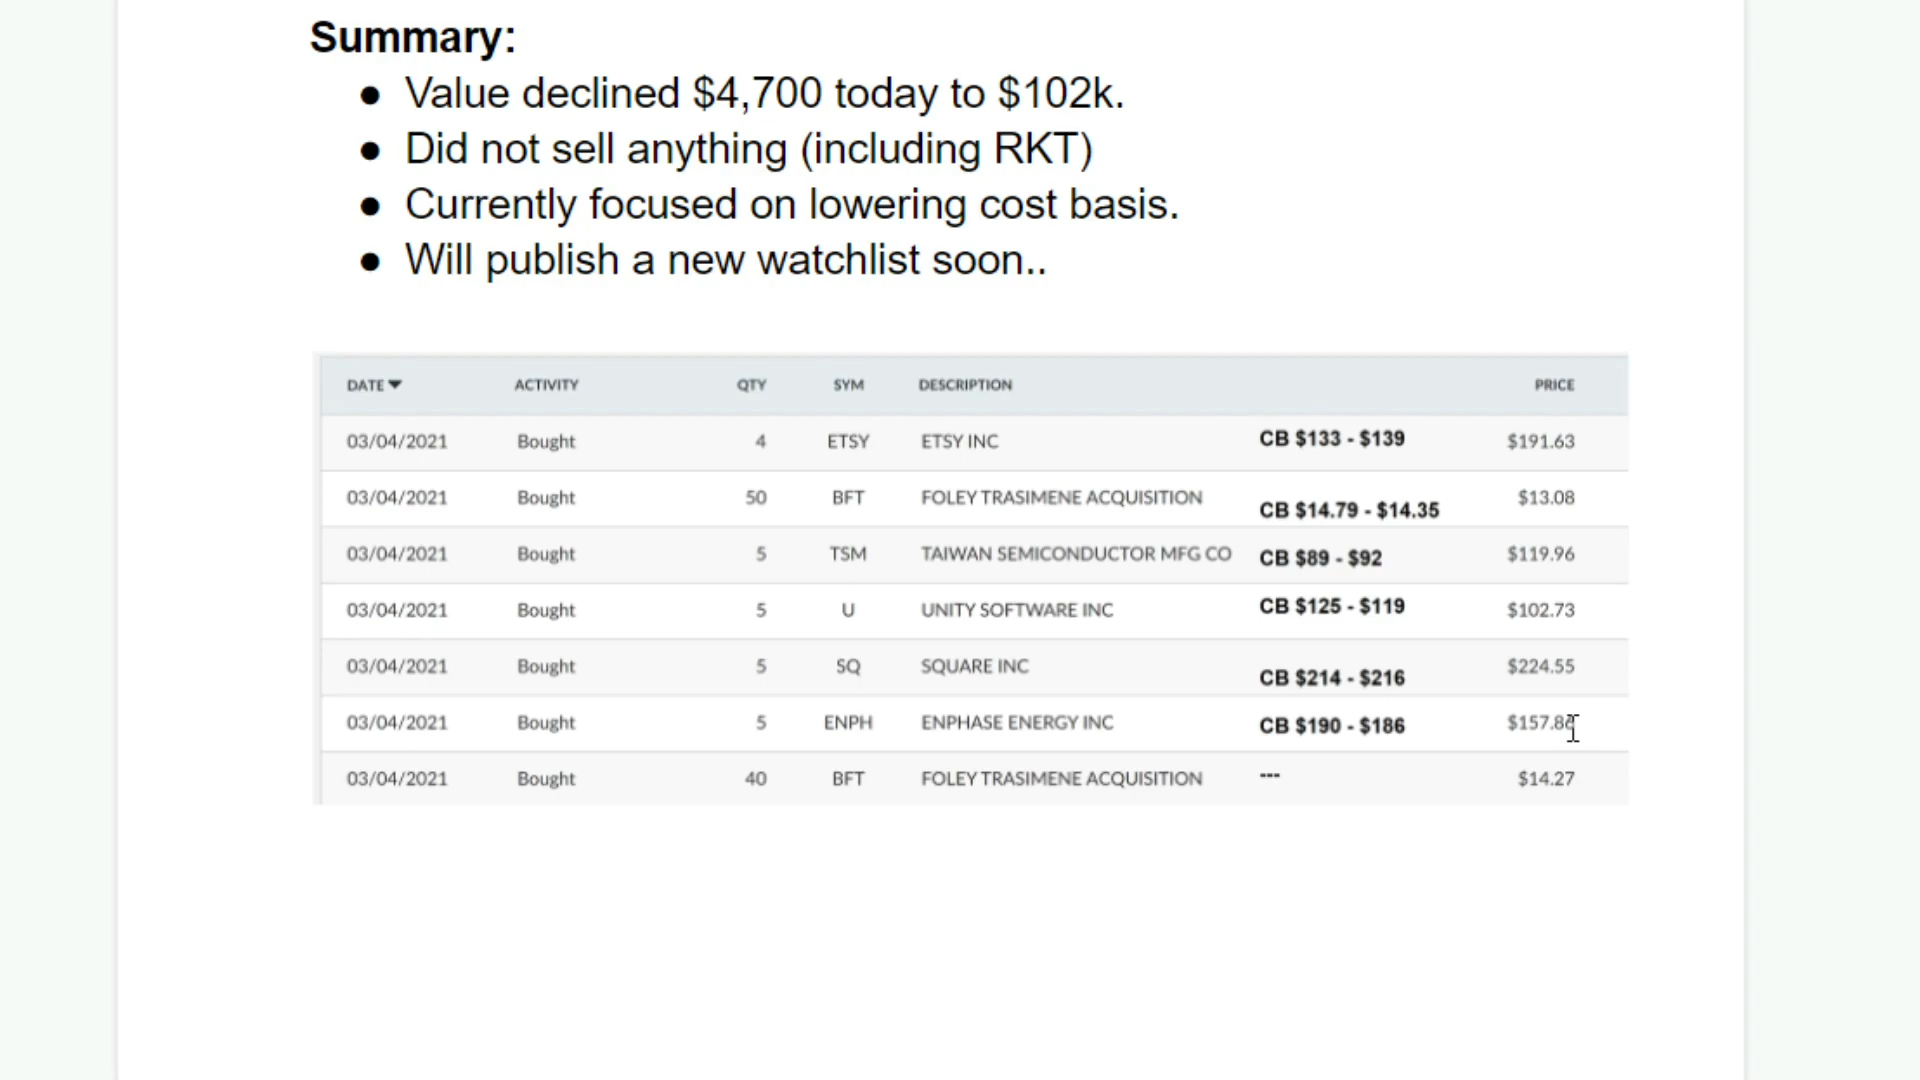 Summary:
● Value declined $4,700 today to $102k.
● Did not sell anything (including RKT)
● Currently focused on lowering cost basis.
● Will publish a new watchlist soon..
DATE▼ ACTIVITY QTY SYM DESCRIPTION PRICE
03/04/2021 Bought 4 ETSY ETSY INC CB $133 - $139 $191.63
03/04/2021 Bought 50 BFT FOLEY TRASIMENE ACQUISITION CB $14.79 - $14.35 $13.08
03/04/2021 Bought 5 TSM TAIWAN SEMICONDUCTOR MFG CO CB $89 - $92 $119.96
03/04/2021 Bought 5 U UNITY SOFTWARE INC CB $125 - $119 $102.73
03/04/2021 Bought 5 SQ SQUARE INC CB $214 - $216 $224.55
03/04/2021 Bought 5 ENPH ENPHASE ENERGY INC CB $190 - $186
03/04/2021 Bought 40 BFT FOLEY TRASIMENE ACQUISITION --- $14.27